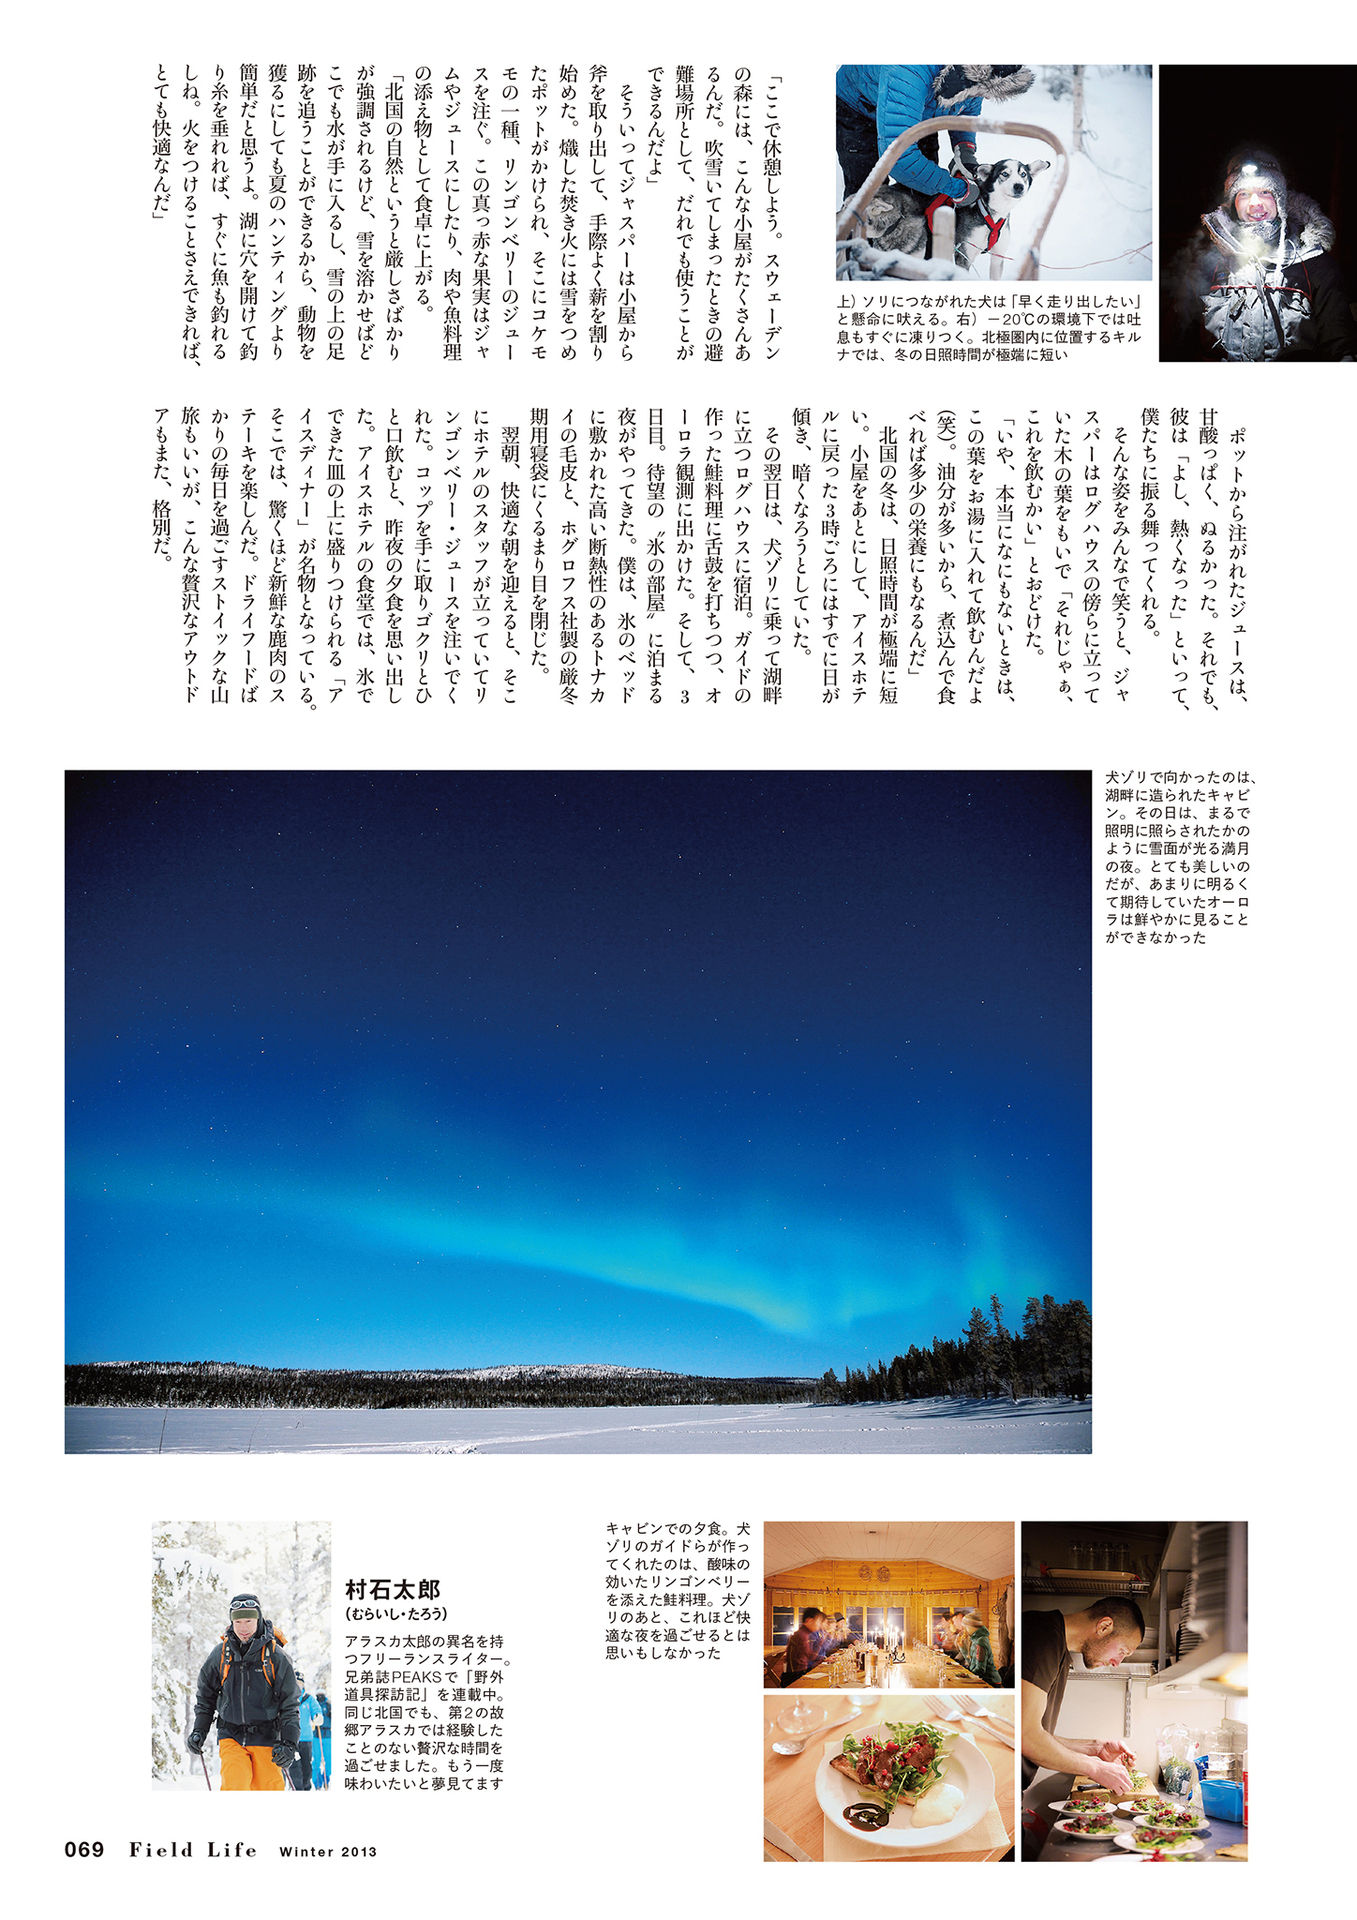 「ここで休憩しよう。スウェーデン
の森には、こんな小屋がたくさんあ
るんだ。吹雪いてしまったときの避
難場所として、だれでも使うことが
できるんだよ」
そういってジャスパーは小屋から
斧を取り出して、手際よく薪を割り
始めた。熾した焚き火には雪をつめ
たポットがかけられ、そこにコケモ
モの一種、リンゴンベリーのジュー
スを注ぐ。この真っ赤な果実はジャ
ムやジュースにしたり、肉や魚料理
の添え物として食卓に上がる。
「北国の自然というと厳しさばかり
が強調されるけど、雪を溶かせばど
こでも水が手に入るし、雪の上の足
跡を追うことができるから、動物を
獲るにしても夏のハンティングより
簡単だと思うよ。湖に穴を開けて釣
り糸を垂れれば、すぐに魚も釣れる
しね。火をつけることさえできれば、
とても快適なんだ」
上）ソリにつながれた犬は「早く走り出したい」
と懸命に吠える。右）－20℃の環境下では吐
息もすぐに凍りつく。北極圏内に位置するキル
ナでは、冬の日照時間が極端に短い
ポットから注がれたジュースは、
甘酸っぱく、ぬるかった。それでも、
彼は「よし、熱くなった」といって、
僕たちに振る舞ってくれる。
そんな姿をみんなで笑うと、ジャ
スパーはログハウスの傍らに立って
いた木の葉をもいで「それじゃぁ、
これを飲むかい」とおどけた。
「いや、本当になにもないときは、
この葉をお湯に入れて飲むんだよ
（笑）。油分が多いから、煮込んで食
べれば多少の栄養にもなるんだ」
北国の冬は、日照時間が極端に短
い。小屋をあとにして、アイスホテ
ルに戻った3時ごろにはすでに日が
傾き、暗くなろうとしていた。
その翌日は、犬ゾリに乗って湖畔
に立つログハウスに宿泊。ガイドの
作った鮭料理に舌鼓を打ちつつ、オ
ーロラ観測に出かけた。そして、3
日目。待望の〝氷の部屋〟に泊まる
夜がやってきた。僕は、氷のベッド
に敷かれた高い断熱性のあるトナカ
イの毛皮と、ホグロフス社製の厳冬
期用寝袋にくるまり目を閉じた。
翌朝、快適な朝を迎えると、そこ
にホテルのスタッフが立っていてリ
ンゴンベリー・ジュースを注いでく
れた。コップを手に取りゴクリとひ
と口飲むと、昨夜の夕食を思い出し
た。アイスホテルの食堂では、氷で
できた皿の上に盛りつけられる「ア
イスディナー」が名物となっている。
そこでは、驚くほど新鮮な鹿肉のス
テーキを楽しんだ。ドライフードば
かりの毎日を過ごすストイックな山
旅もいいが、こんな贅沢なアウトド
アもまた、格別だ。
犬ゾリで向かったのは、
湖畔に造られたキャビ
ン。その日は、まるで
照明に照らされたかの
ように雪面が光る満月
の夜。とても美しいの
だが、あまりに明るく
て期待していたオーロ
ラは鮮やかに見ること
ができなかった
村石太郎
（むらいし・たろう）
アラスカ太郎の異名を持
つフリーランスライター。
兄弟誌PEAKSで「野外
道具探訪記」を連載中。
同じ北国でも、第2の故
郷アラスカでは経験した
ことのない贅沢な時間を
過ごせました。もう一度
味わいたいと夢見てます
キャビンでの夕食。犬
ゾリのガイドらが作っ
てくれたのは、酸味の
効いたリンゴンベリー
を添えた鮭料理。犬ゾ
リのあと、これほど快
適な夜を過ごせるとは
思いもしなかった
069 Field Life Winter 2013